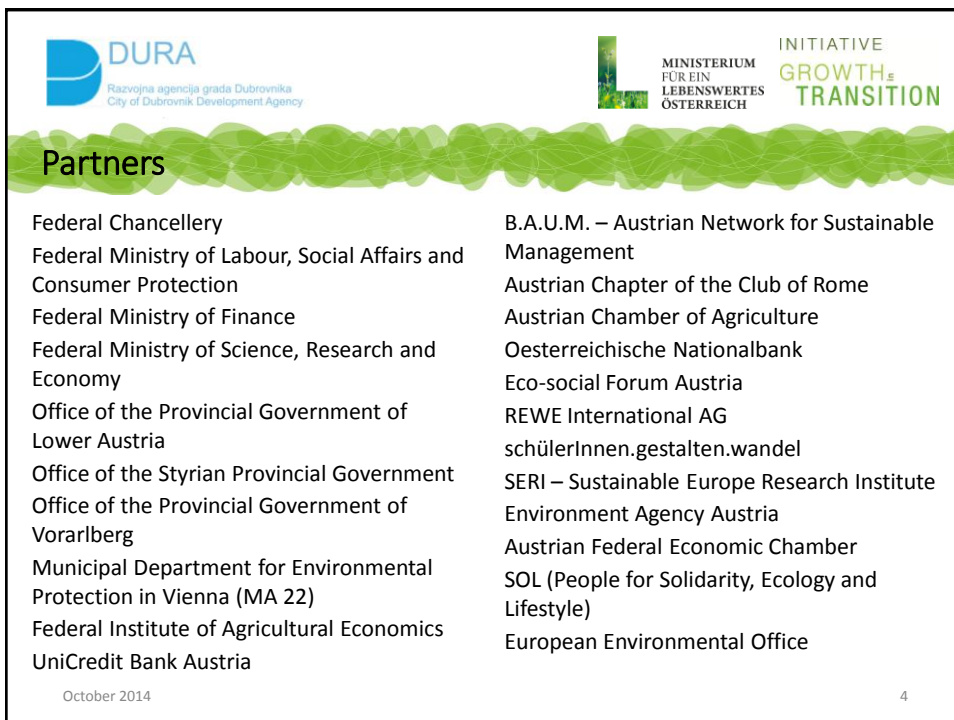 DURA
Razvojna agencija grada Dubrovnika
City of Dubrovnik Development Agency
MINISTERIUM
FÜR EIN
LEBENSWERTES
ÖSTERREICH
INITIATIVE
GROWTH IN
TRANSITION
Partners
Federal Chancellery
Federal Ministry of Labour, Social Affairs and
Consumer Protection
Federal Ministry of Finance
Federal Ministry of Science, Research and
Economy
Office of the Provincial Government of
Lower Austria
Office of the Styrian Provincial Government
Office of the Provincial Government of
Vorarlberg
Municipal Department for Environmental
Protection in Vienna (MA 22)
Federal Institute of Agricultural Economics
UniCredit Bank Austria
B.A.U.M. – Austrian Network for Sustainable
Management
Austrian Chapter of the Club of Rome
Austrian Chamber of Agriculture
Oesterreichische Nationalbank
Eco-social Forum Austria
REWE International AG
schülerInnen.gestalten.wandel
SERI – Sustainable Europe Research Institute
Environment Agency Austria
Austrian Federal Economic Chamber
SOL (People for Solidarity, Ecology and
Lifestyle)
European Environmental Office
October 2014
4